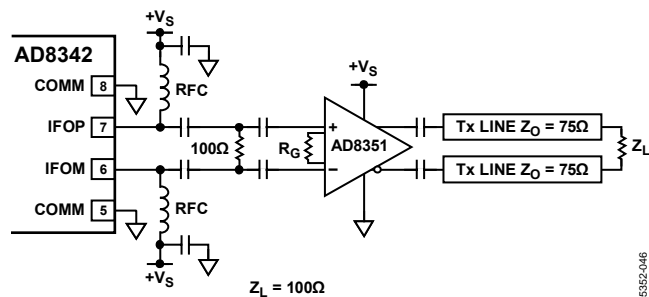 +VS
AD8342
COMM 8
RFC
+VS
IFOP 7
100Ω
RG
AD8351
+
−
Tx LINE ZO = 75Ω
ZL
IFOM 6
Tx LINE ZO = 75Ω
RFC
COMM 5
+VS
ZL = 100Ω
5352-046